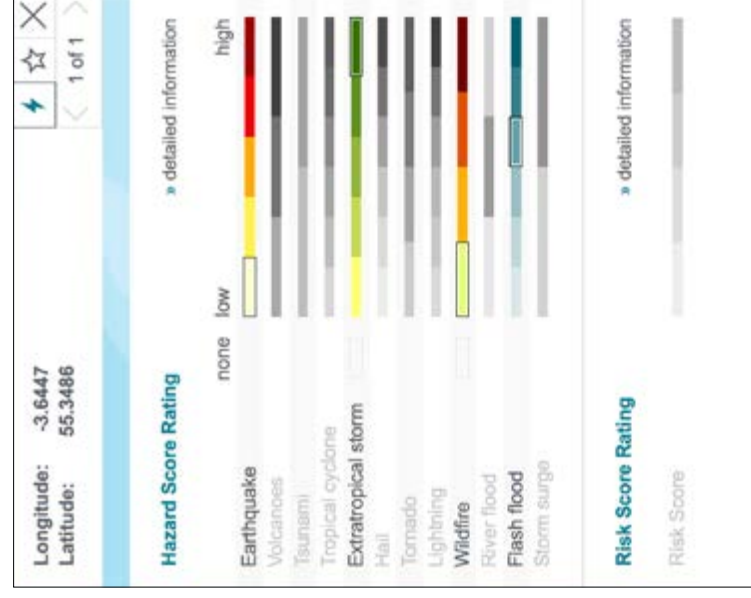 Longitude: -3.6447
Latitude: 55.3486
1 of 1
Hazard Score Rating » detailed information
none low high
Earthquake
Volcanoes
Tsunami
Tropical cyclone
Extratropical storm
Hail
Tornado
Lightning
Wildfire
River flood
Flash flood
Storm surge
Risk Score Rating » detailed information
Risk Score